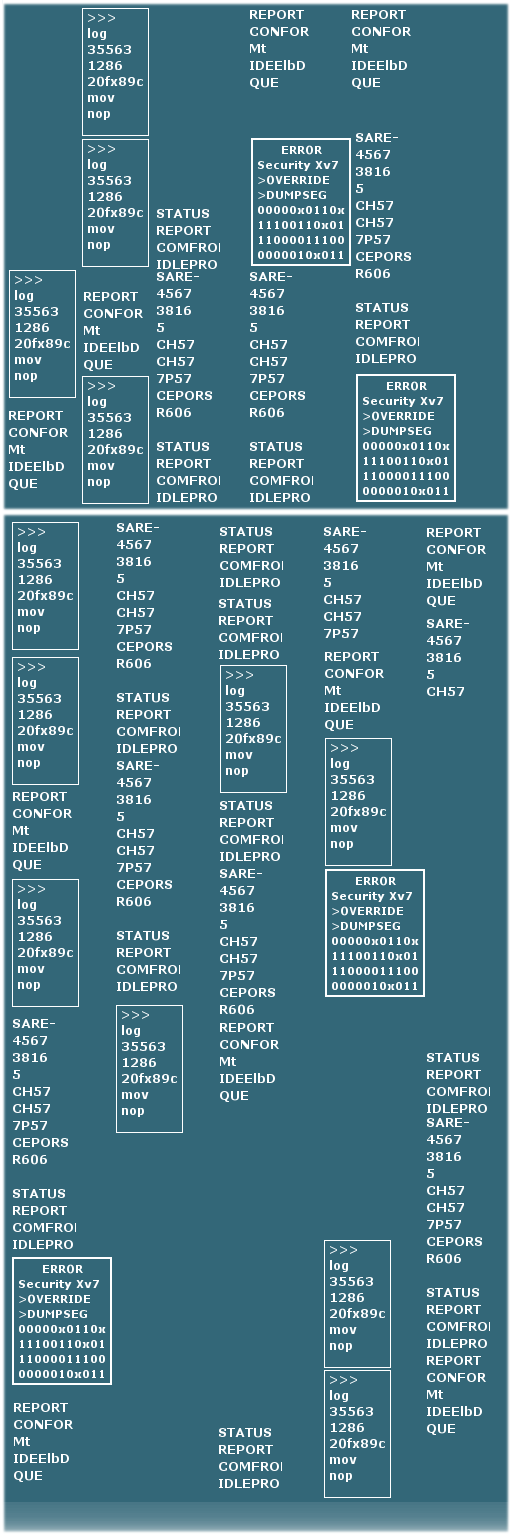 >>>
log
35563
1286
20fx89c
mov
nop
REPORT
CONFOR
Mt
IDEElbD
QUE
>>>
log
35563
1286
20fx89c
mov
nop
>>>
log
35563
1286
20fx89c
mov
nop
REPORT
CONFOR
Mt
IDEElbD
QUE
>>>
log
35563
1286
20fx89c
mov
nop
STATUS
REPORT
COMFROI
IDLEPRO
SARE-
4567
3816
5
CH57
CH57
7P57
CEPORS
R606
STATUS
REPORT
COMFROI
IDLEPRO
REPORT
CONFOR
Mt
IDEElbD
QUE
ERROR
Security Xv7
>OVERRIDE
>DUMPSEG
00000x0110x
11100110x01
11000011100
0000010x011
SARE-
4567
3816
5
CH57
CH57
7P57
CEPORS
R606
STATUS
REPORT
COMFROI
IDLEPRO
REPORT
CONFOR
Mt
IDEElbD
QUE
SARE-
4567
3816
5
CH57
CH57
7P57
CEPORS
R606
STATUS
REPORT
COMFROI
IDLEPRO
ERROR
Security Xv7
>OVERRIDE
>DUMPSEG
00000x0110x
11100110x01
11000011100
0000010x011
>>>
log
35563
1286
20fx89c
mov
nop
>>>
log
35563
1286
20fx89c
mov
nop
REPORT
CONFOR
Mt
IDEElbD
QUE
>>>
log
35563
1286
20fx89c
mov
nop
SARE-
4567
3816
5
CH57
CH57
7P57
CEPORS
R606
STATUS
REPORT
COMFROI
IDLEPRO
ERROR
Security Xv7
>OVERRIDE
>DUMPSEG
00000x0110x
11100110x01
11000011100
0000010x011
REPORT
CONFOR
Mt
IDEElbD
QUE
SARE-
4567
3816
5
CH57
CH57
7P57
CEPORS
R606
STATUS
REPORT
COMFROI
IDLEPRO
SARE-
4567
3816
5
CH57
CH57
7P57
CEPORS
R606
STATUS
REPORT
COMFROI
IDLEPRO
>>>
log
35563
1286
20fx89c
mov
nop
STATUS
REPORT
COMFROI
IDLEPRO
STATUS
REPORT
COMFROI
IDLEPRO
>>>
log
35563
1286
20fx89c
mov
nop
STATUS
REPORT
COMFROI
IDLEPRO
SARE-
4567
3816
5
CH57
CH57
7P57
CEPORS
R606
REPORT
CONFOR
Mt
IDEElbD
QUE
STATUS
REPORT
COMFROI
IDLEPRO
SARE-
4567
3816
5
CH57
CH57
7P57
REPORT
CONFOR
Mt
IDEElbD
QUE
>>>
log
35563
1286
20fx89c
mov
nop
ERROR
Security Xv7
>OVERRIDE
>DUMPSEG
00000x0110x
11100110x01
11000011100
0000010x011
>>>
log
35563
1286
20fx89c
mov
nop
>>>
log
35563
1286
20fx89c
mov
nop
REPORT
CONFOR
Mt
IDEElbD
QUE
SARE-
4567
3816
5
CH57
STATUS
REPORT
COMFROI
IDLEPRO
SARE-
4567
3816
5
CH57
CH57
7P57
CEPORS
R606
STATUS
REPORT
COMFROI
IDLEPRO
REPORT
CONFOR
Mt
IDEElbD
QUE